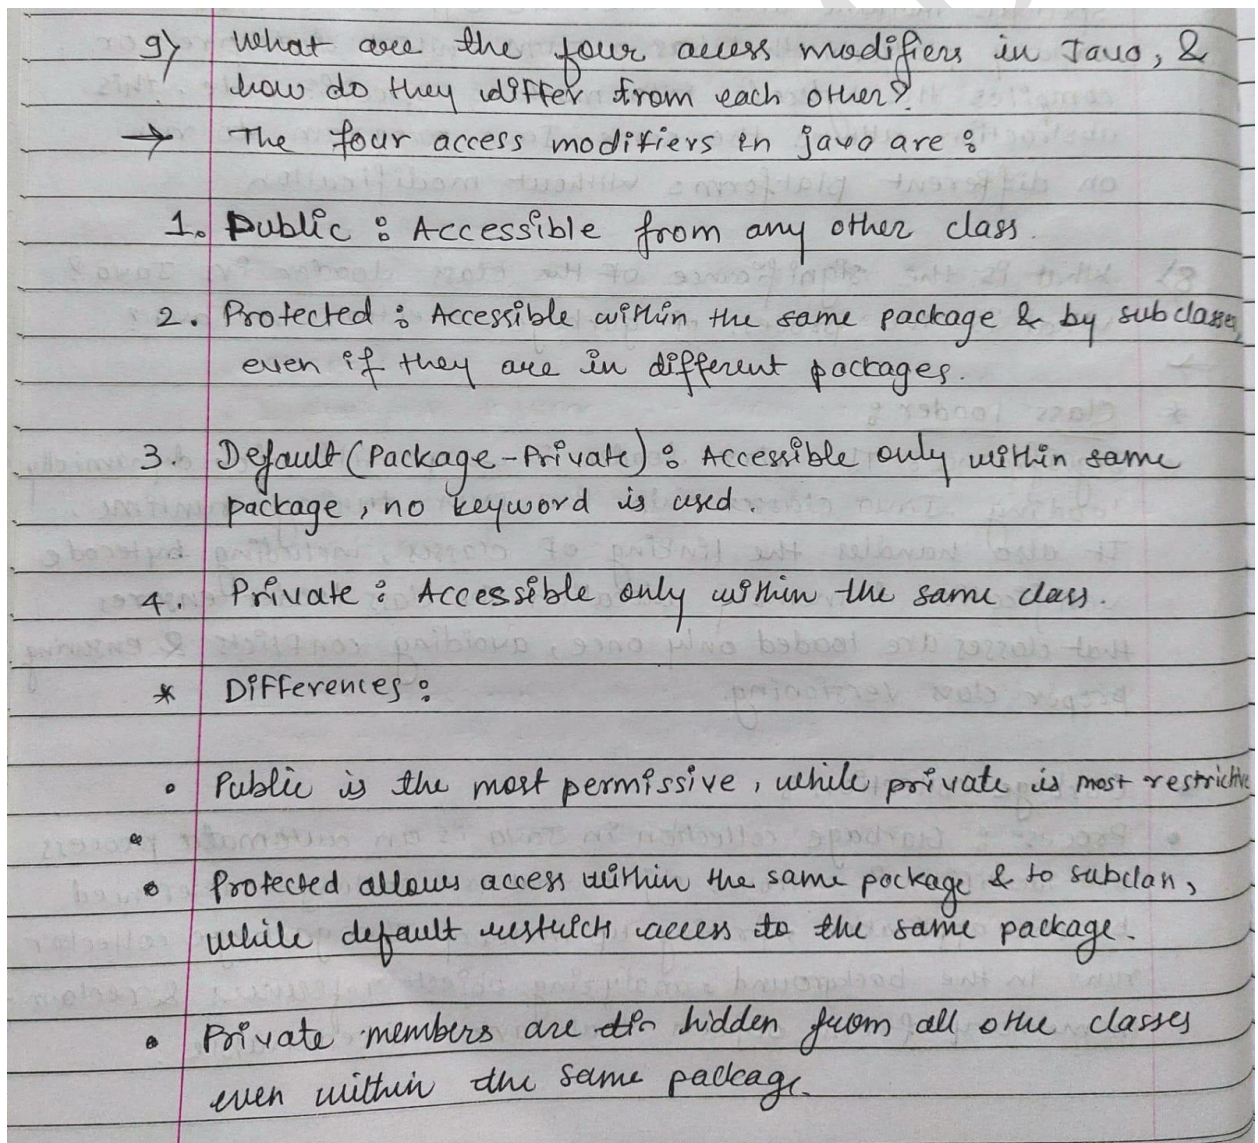 9) What are the four access modifiers in Java, &
how do they differ from each other?
→ The four access modifiers in java are :
1. Public : Accessible from any other class.
2. Protected : Accessible within the same package & by subclasses,
even if they are in different packages.
3. Default (Package-Private) : Accessible only within same
package, no keyword is used.
4. Private : Accessible only within the same class.
* Differences :
• Public is the most permissive, while private is most restrictive
• Protected allows access within the same package & to subclass,
while default restricts access to the same package.
• Private members are hidden from all othe classes
even within the same package.